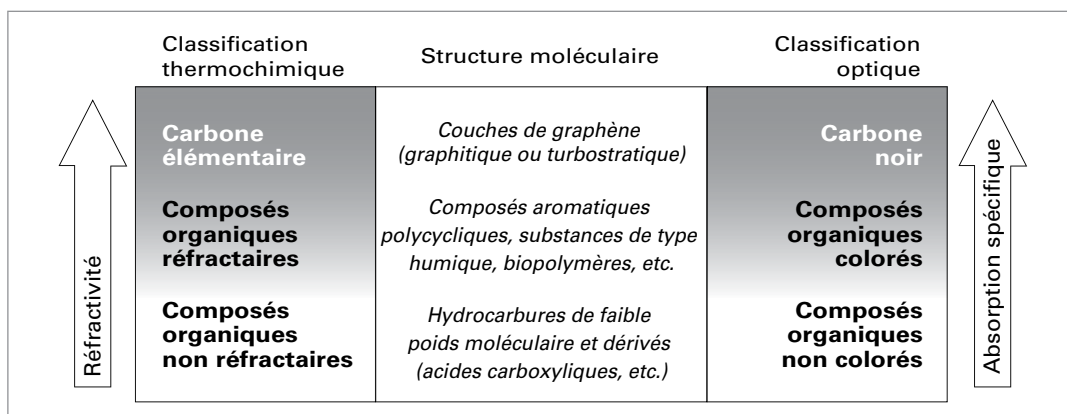 Classification
thermochimique
Structure moléculaire
Classification
optique
Réfractivité
Carbone
élémentaire
Couches de graphène
(graphitique ou turbostratique)
Carbone
noir
Composés
organiques
réfractaires
Composés aromatiques
polycycliques, substances de type
humique, biopolymères, etc.
Composés
organiques
colorés
Composés
organiques
non réfractaires
Hydrocarbures de faible
poids moléculaire et dérivés
(acides carboxyliques, etc.)
Composés
organiques
non colorés
Absorption spécifique